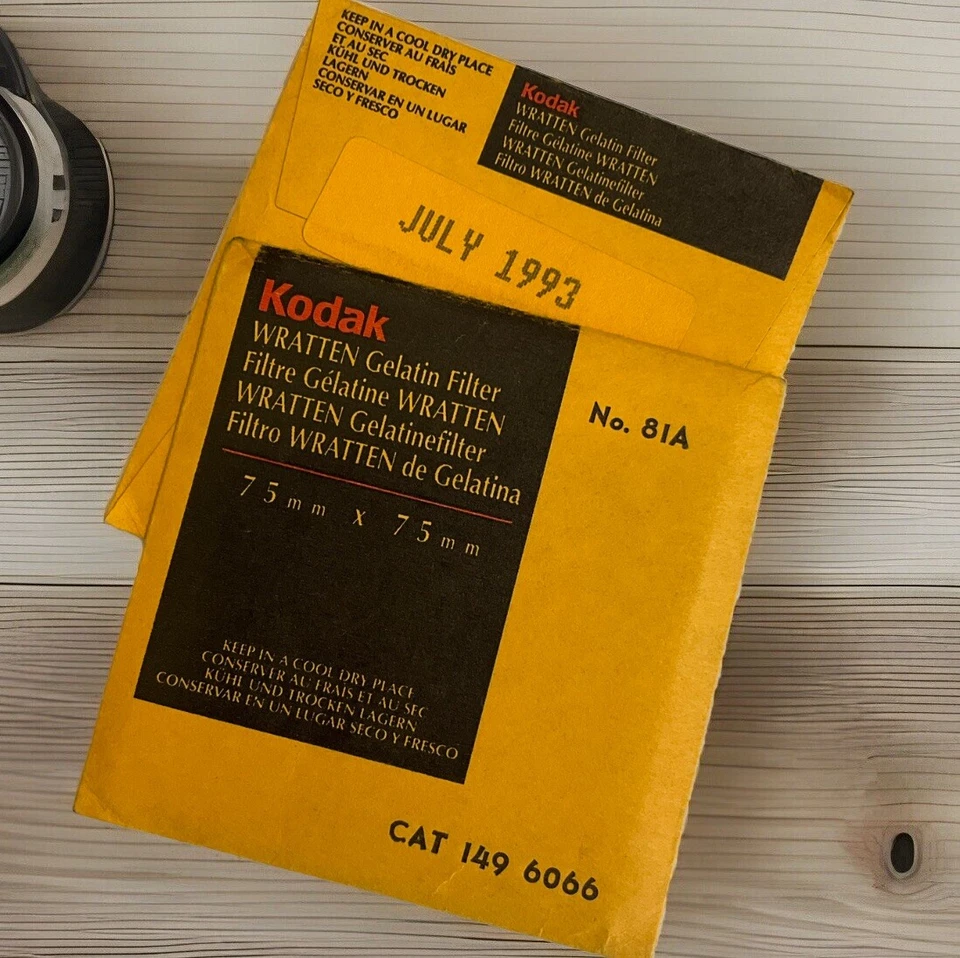 KEEP IN A COOL DRY PLACE
CONSERVER AU FRAIS
ET AU SEC
KÜHL UND TROCKEN
LAGERN
CONSERVAR EN UN LUGAR
SECO Y FRESCO
Kodak
WRATTEN Gelatin Filter
Filtre Gélatine WRATTEN
WRATTEN Gelatinefilter
Filtro WRATTEN de Gelatina
JULY 1993
Kodak
WRATTEN Gelatin Filter
Filtre Gélatine WRATTEN
WRATTEN Gelatinefilter
Filtro WRATTEN de Gelatina
75mm x 75mm
No. 81A
KEEP IN A COOL DRY PLACE
CONSERVER AU FRAIS ET AU SEC
KÜHL UND TROCKEN LAGERN
CONSERVAR EN UN LUGAR SECO Y FRESCO
CAT 149 6066